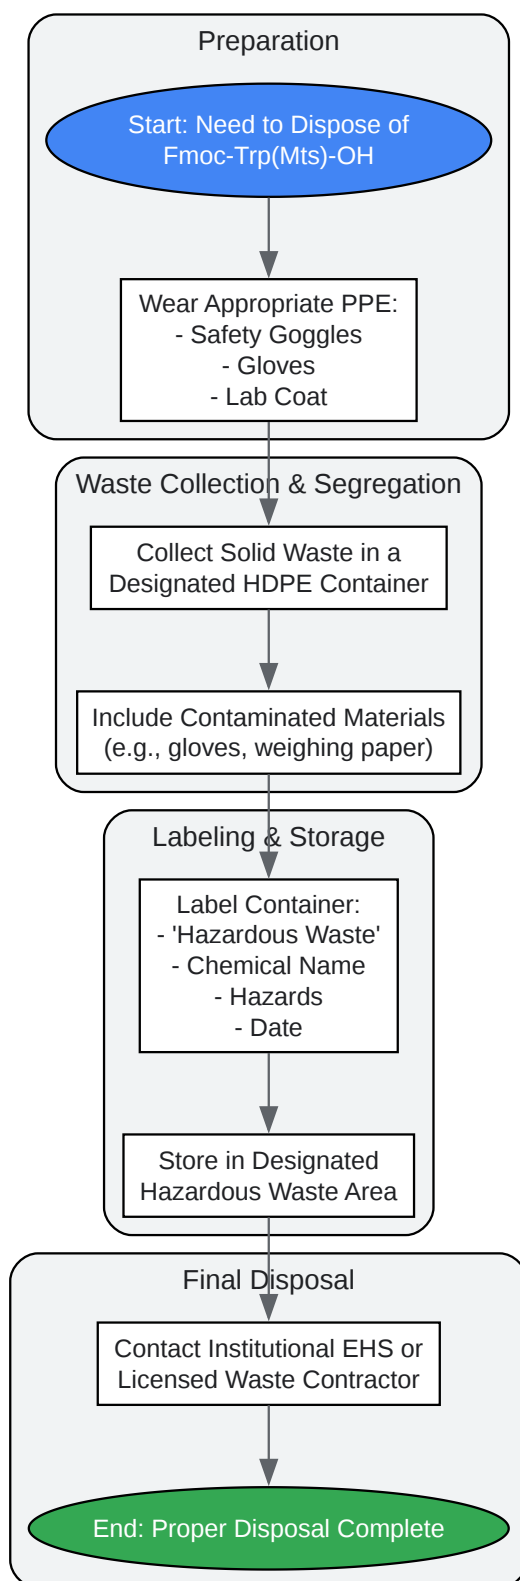 Preparation
Start: Need to Dispose of
Fmoc-Trp(Mts)-OH
Wear Appropriate PPE:
- Safety Goggles
- Gloves
- Lab Coat
Waste Collection & Segregation
Collect Solid Waste in a
Designated HDPE Container
Include Contaminated Materials
(e.g., gloves, weighing paper)
Labeling & Storage
Label Container:
- 'Hazardous Waste'
- Chemical Name
- Hazards
- Date
Store in Designated
Hazardous Waste Area
Final Disposal
Contact Institutional EHS or
Licensed Waste Contractor
End: Proper Disposal Complete